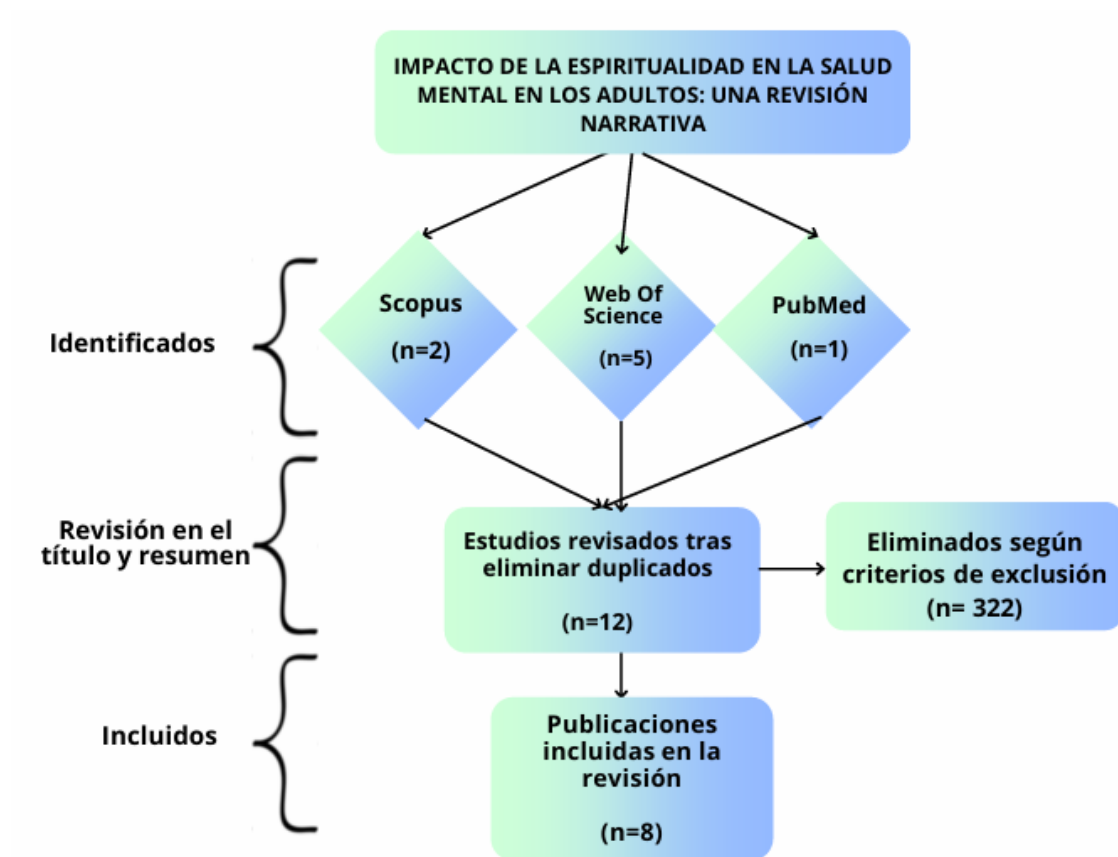 IMPACTO DE LA ESPIRITUALIDAD EN LA SALUD
MENTAL EN LOS ADULTOS: UNA REVISIÓN
NARRATIVA
Identificados
Scopus
(n=2)
Web Of
Science
(n=5)
PubMed
(n=1)
Revisión en el
título y resumen
Estudios revisados tras
eliminar duplicados
(n=12)
Eliminados según
criterios de exclusión
(n= 322)
Incluidos
Publicaciones
incluidas en la
revisión
(n=8)